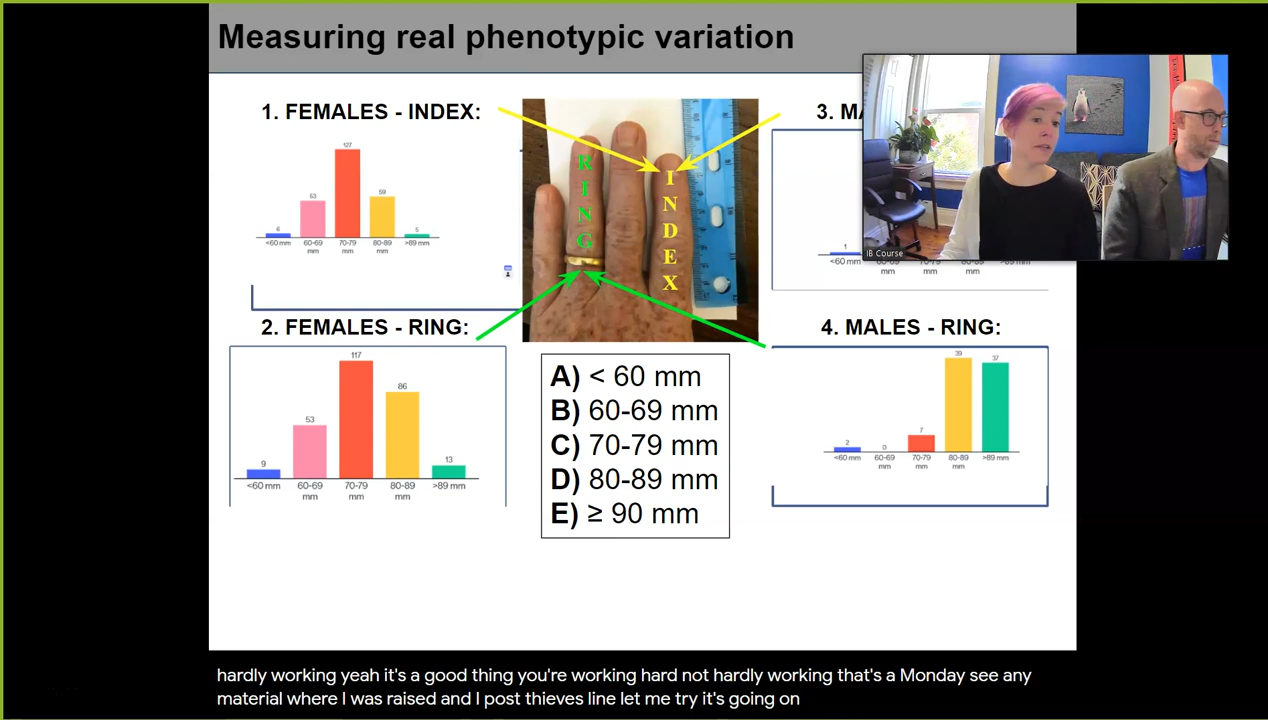 Measuring real phenotypic variation
1. FEMALES - INDEX:
127
53
59
6
5
<60 mm
60-69
mm
70-79
mm
80-89
mm
>89 mm
RING
INDEX
3. MA
1
<60 mm
mm
mm
mm
IB Course
2. FEMALES - RING:
117
86
53
9
13
<60 mm
60-69
mm
70-79
mm
80-89
mm
>89 mm
A) < 60 mm
B) 60-69 mm
C) 70-79 mm
D) 80-89 mm
E) ≥ 90 mm
4. MALES - RING:
39
37
7
2
0
<60 mm
60-69
mm
70-79
mm
80-89
mm
>89 mm
hardly working yeah it's a good thing you're working hard not hardly working that's a Monday see any
material where I was raised and I post thieves line let me try it's going on